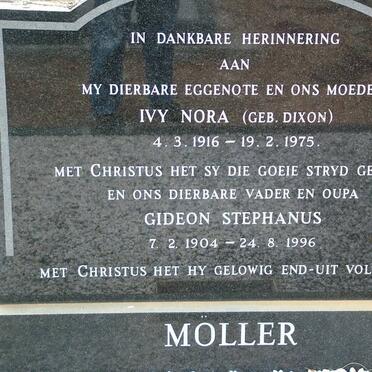 IN DANKBARE HERINNERING
AAN
MY DIERBARE EGGENOTE EN ONS MOEDE
IVY NORA (GEB. DIXON)
4. 3. 1916 – 19. 2. 1975.
MET CHRISTUS HET SY DIE GOEIE STRYD GE
EN ONS DIERBARE VADER EN OUPA
GIDEON STEPHANUS
7. 2. 1904 – 24. 8. 1996
MET CHRISTUS HET HY GELOWIG END-UIT VOL
MÖLLER